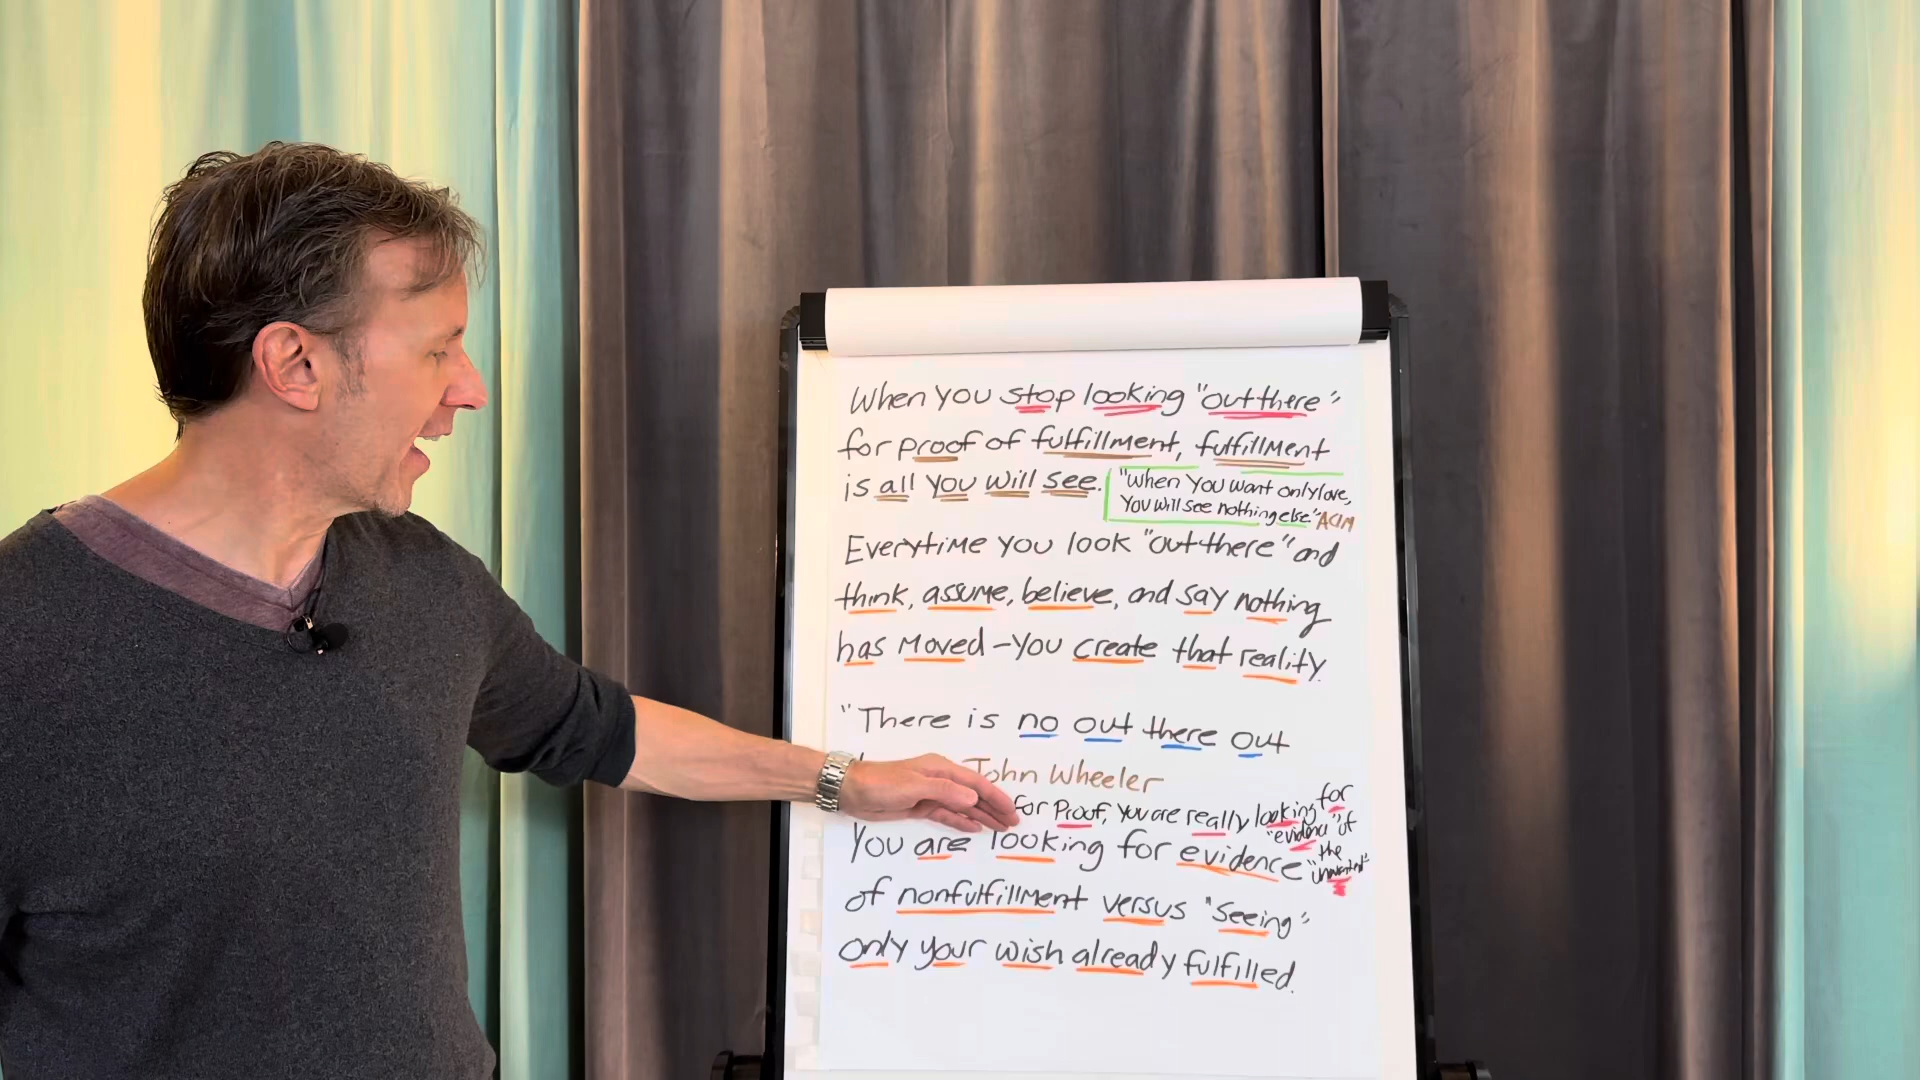 When you stop looking "out there"
for proof of fulfillment, fulfillment
is all you will see.
"When you want only love,
You will see nothing else" ACIM
Everytime you look "out there" and
think, assume, believe, and say nothing
has moved - you create that reality.
"There is no out there out
John Wheeler
for proof, you are really looking for
"evidence" of
the
"unwanted"
You are looking for evidence
of nonfulfillment versus "seeing"
only your wish already fulfilled.